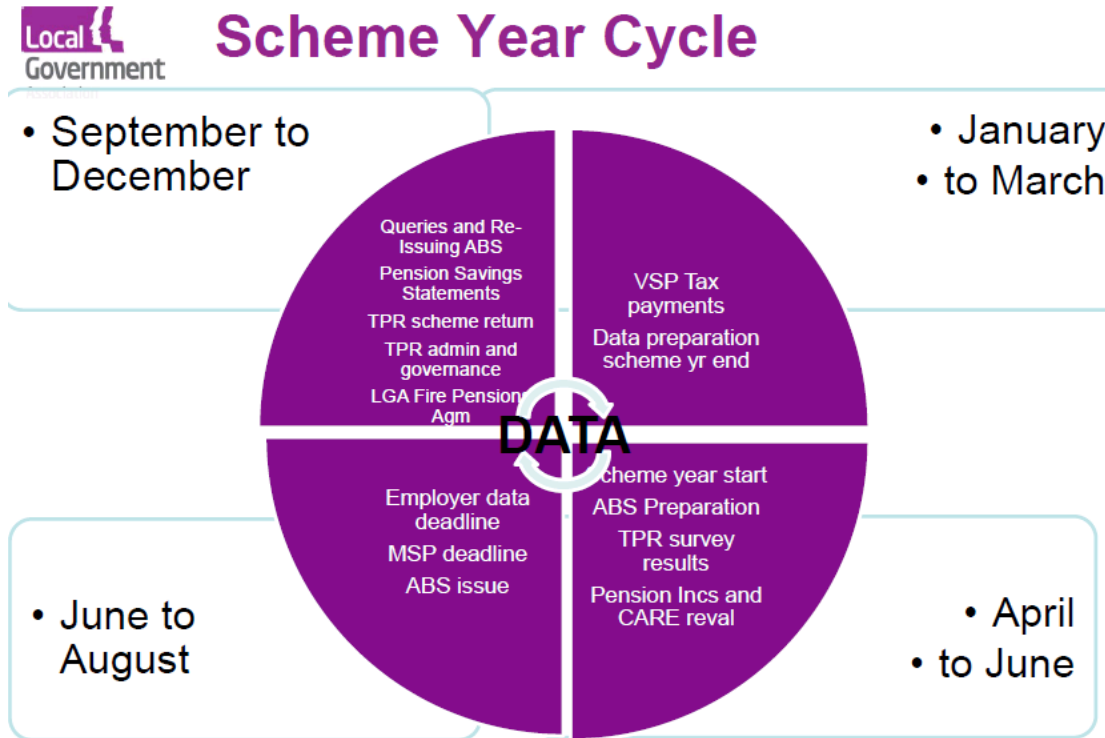 Local
Government
Association
Scheme Year Cycle
• September to
December
• January
• to March
Queries and Re-
Issuing ABS
Pension Savings
Statements
TPR scheme return
TPR admin and
governance
LGA Fire Pensions
Agm
VSP Tax
payments
Data preparation
scheme yr end
DATA
Employer data
deadline
MSP deadline
ABS issue
Scheme year start
ABS Preparation
TPR survey
results
Pension Incs and
CARE reval
• June to
August
• April
• to June